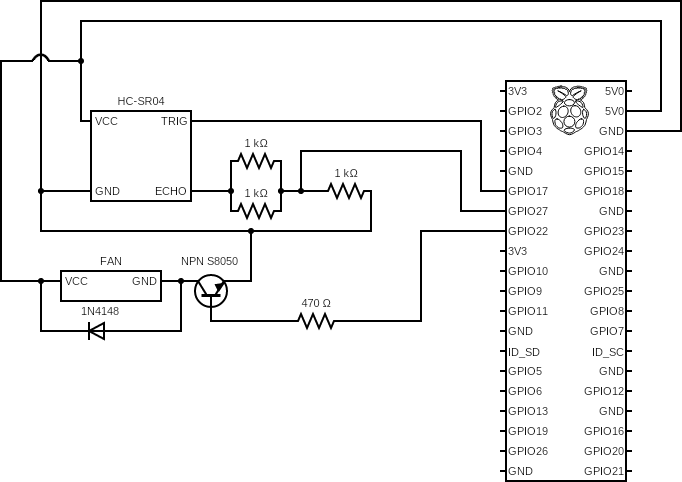 HC-SR04
VCC TRIG
GND ECHO
1 kΩ
1 kΩ
1 kΩ
FAN
VCC GND
NPN S8050
1N4148
470 Ω
3V3 5V0
GPIO2 5V0
GPIO3 GND
GPIO4 GPIO14
GND GPIO15
GPIO17 GPIO18
GPIO27 GND
GPIO22 GPIO23
3V3 GPIO24
GPIO10 GND
GPIO9 GPIO25
GPIO11 GPIO8
GND GPIO7
ID_SD ID_SC
GPIO5 GND
GPIO6 GPIO12
GPIO13 GND
GPIO19 GPIO16
GPIO26 GPIO20
GND GPIO21